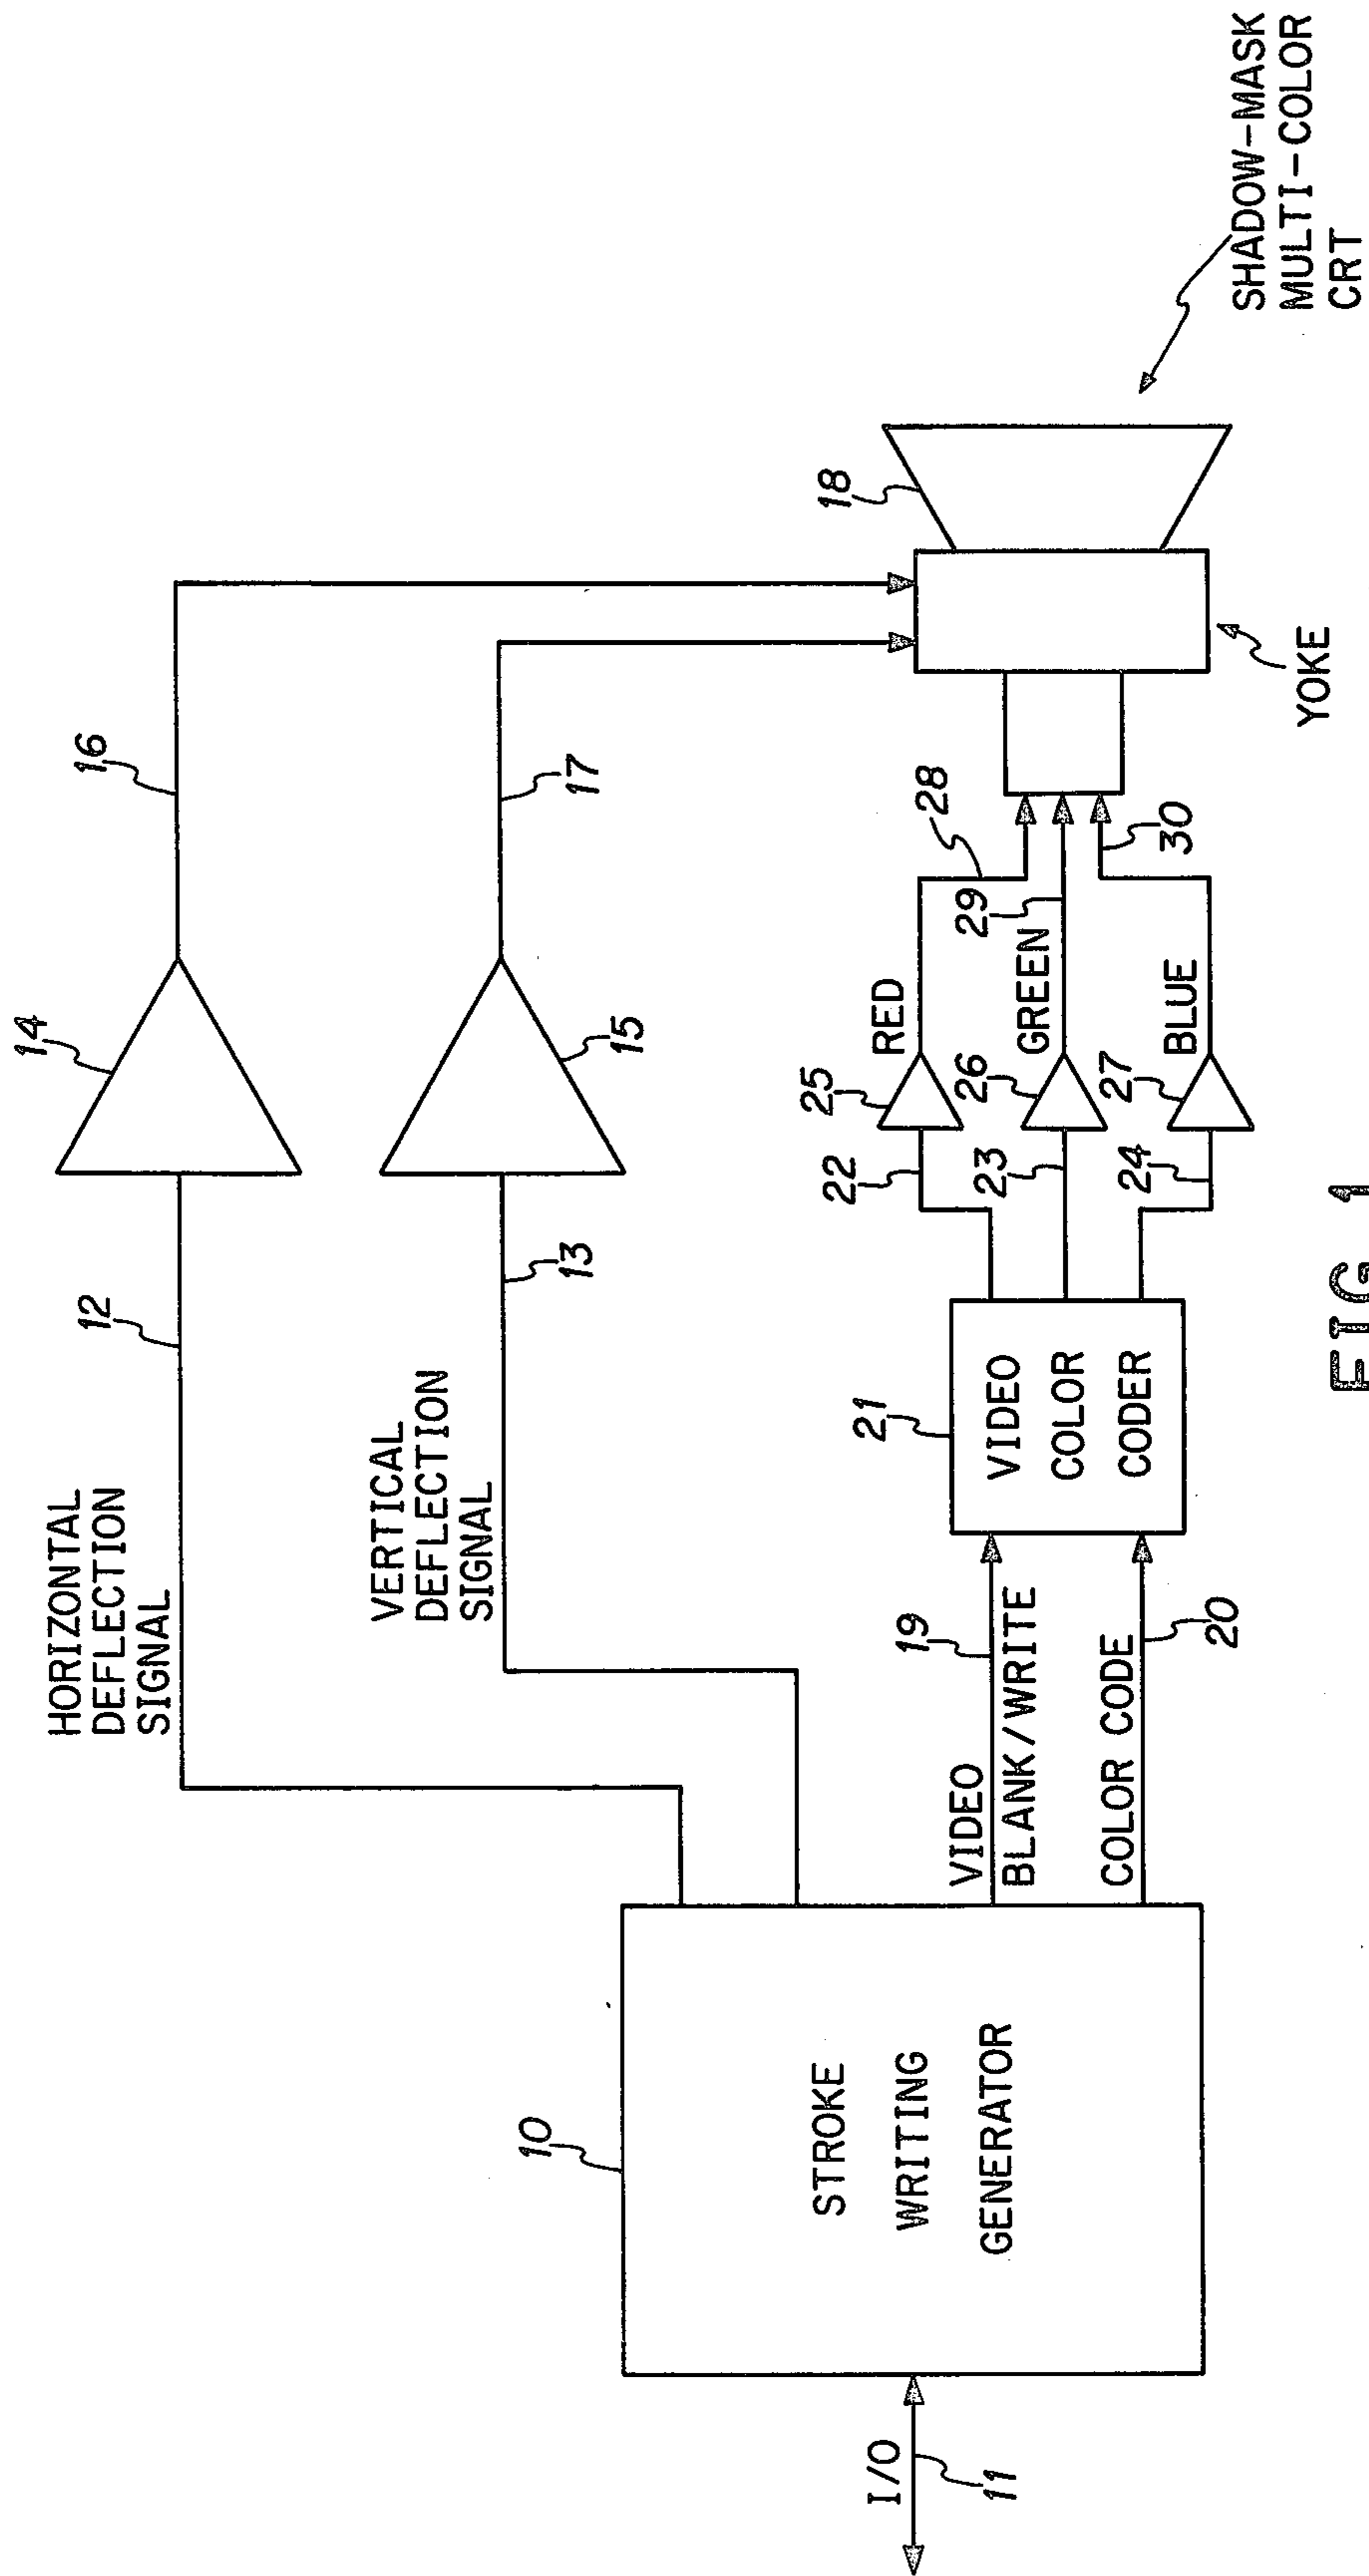 HORIZONTAL
DEFLECTION
SIGNAL
12
14
16
VERTICAL
DEFLECTION
SIGNAL
13
15
17
10
STROKE
WRITING
GENERATOR
I/O
11
VIDEO
BLANK/WRITE
19
COLOR CODE
20
21
VIDEO
COLOR
CODER
22
23
24
25
26
27
RED
GREEN
BLUE
28
29
30
18
YOKE
SHADOW-MASK
MULTI-COLOR
CRT
FIG 1